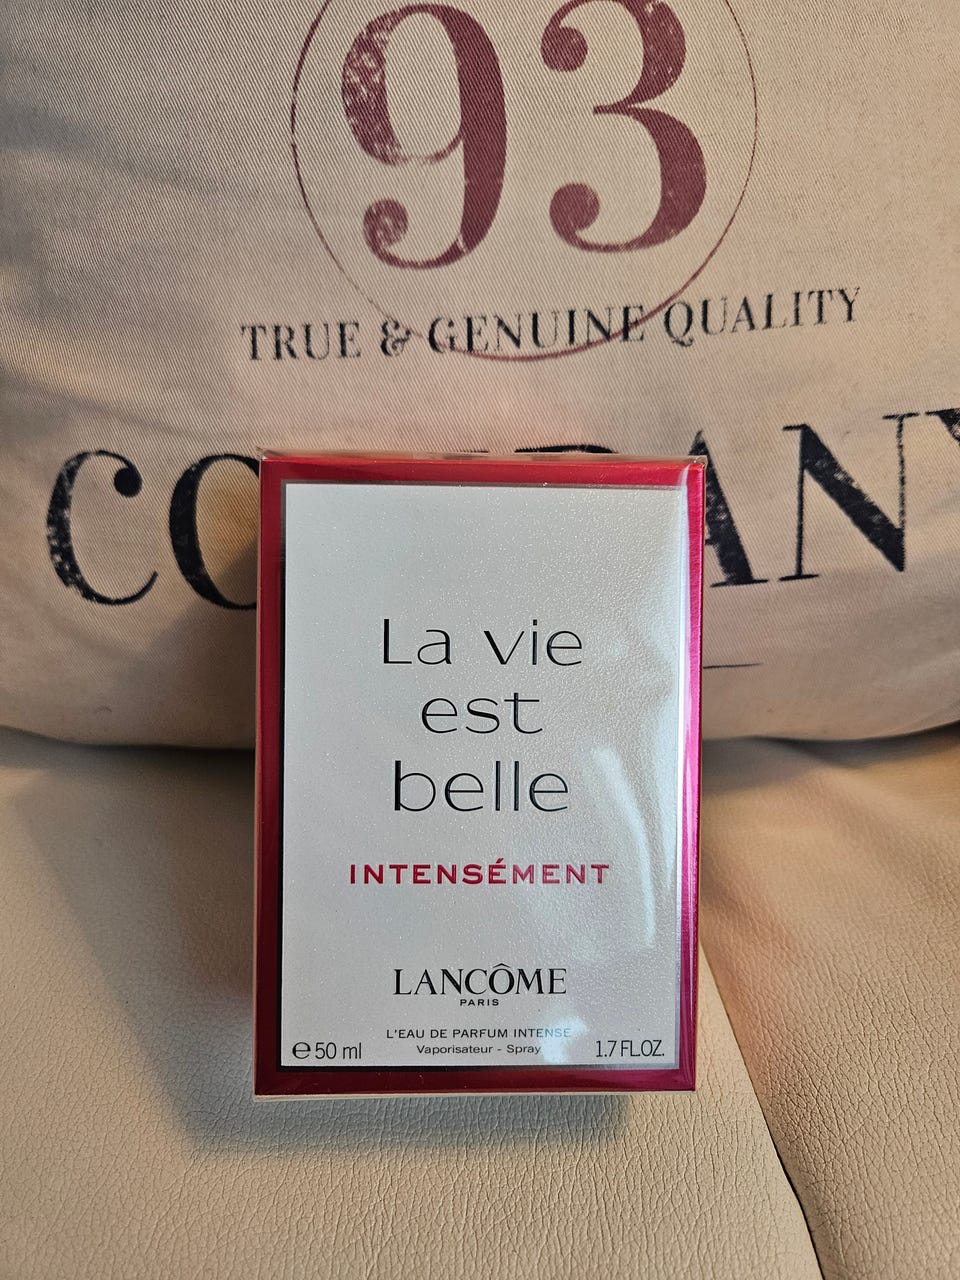 93
TRUE & GENUINE QUALITY
La vie
est
belle
INTENSÉMENT
LANCÔME
PARIS
L'EAU DE PARFUM INTENSE
Vaporisateur - Spray
℮ 50 ml
1.7 FL.OZ.